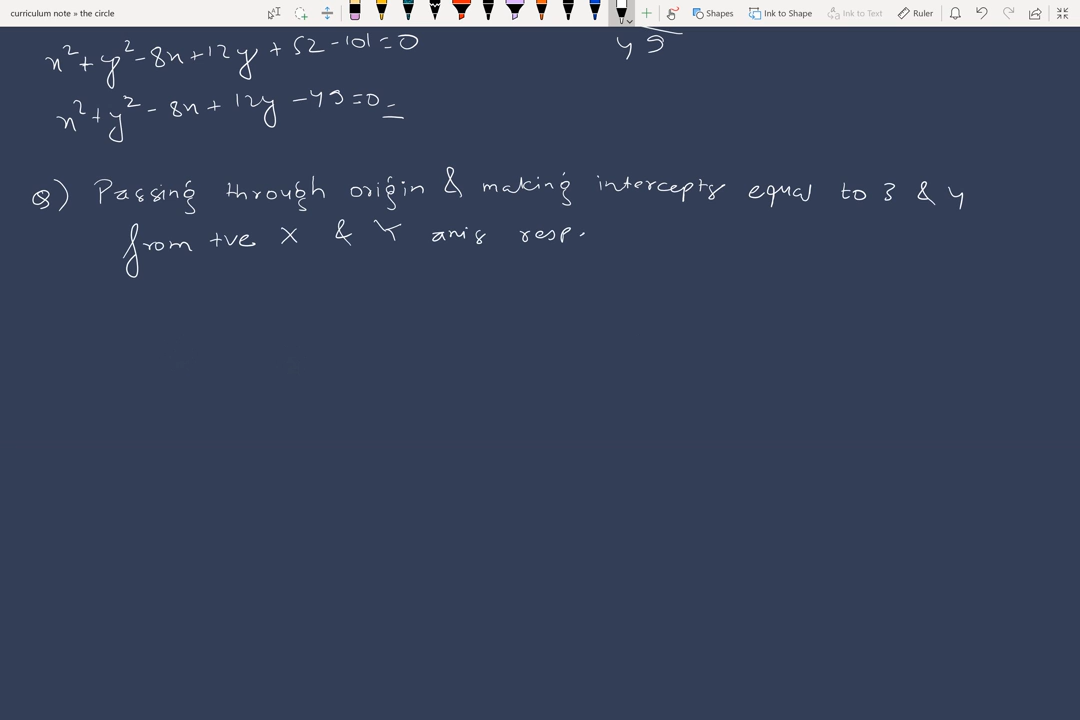 curriculum note » the circle
Shapes Ink to Shape Ink to Text Ruler
x² + y² - 8x + 12y + 52 - 101 = 0
49
x² + y² - 8x + 12y - 49 = 0
Q) Passing through origin & making intercepts equal to 3 & 4
from +ve X & Y axis resp.